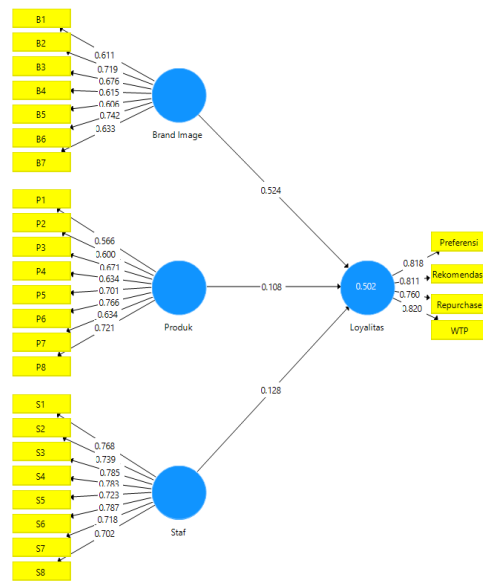 B1
B2
B3
B4
B5
B6
B7
0.611
0.719
0.676
0.615
0.606
0.742
0.633
Brand Image
0.524
P1
P2
P3
P4
P5
P6
P7
P8
0.566
0.600
0.671
0.634
0.701
0.766
0.634
0.721
Produk
0.108
S1
S2
S3
S4
S5
S6
S7
S8
0.768
0.739
0.785
0.783
0.723
0.787
0.718
0.702
Staf
0.128
0.502
Loyalitas
0.818
0.811
0.760
0.820
Preferensi
Rekomendas
Repurchase
WTP